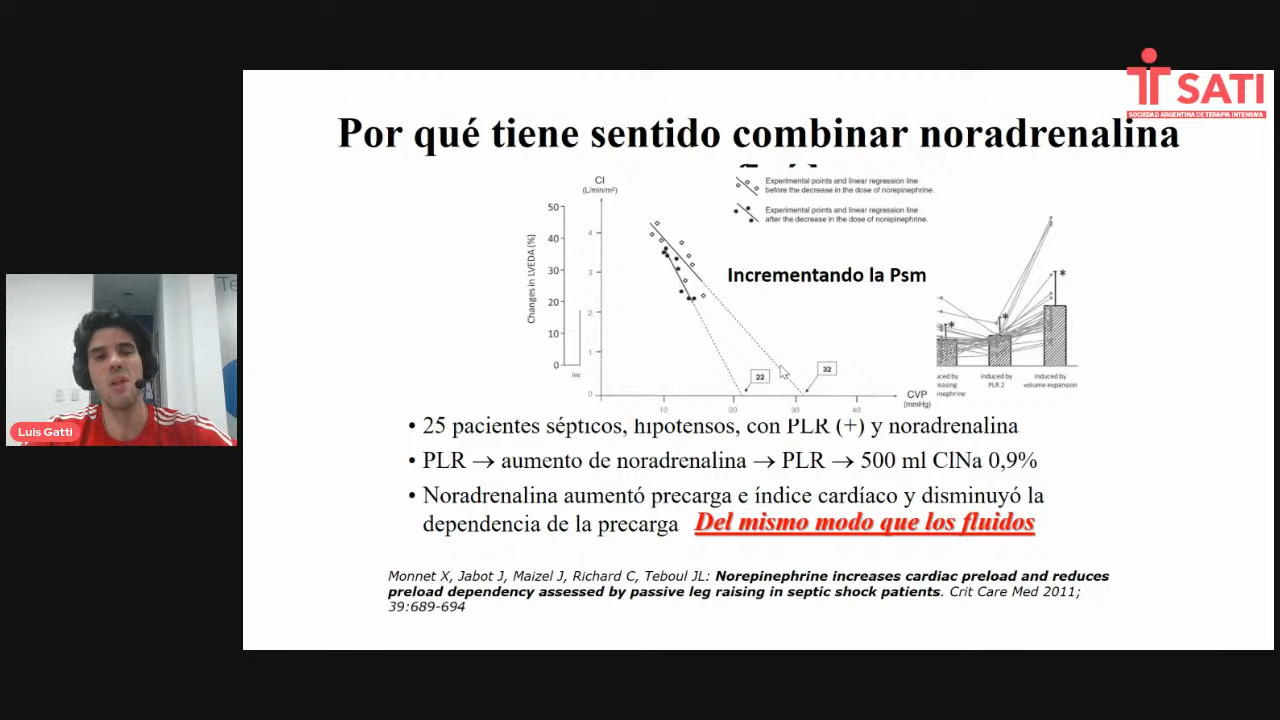 SATI
SOCIEDAD ARGENTINA DE TERAPIA INTENSIVA
Por qué tiene sentido combinar noradrenalina
CI
(L/min/m²)
Experimental points and linear regression line
before the decrease in the dose of norepinephrine.
Experimental points and linear regression line
after the decrease in the dose of norepinephrine.
Changes in LVEDA (%)
50
40
30
20
10
0
4
3
2
1
0
Incrementando la Psm
*
*
*
22
32
CVP
(mmHg)
10
20
30
40
induced by
PLR 2
induced by
volume expansion
• 25 pacientes sépticos, hipotensos, con PLR (+) y noradrenalina
• PLR → aumento de noradrenalina → PLR → 500 ml ClNa 0,9%
• Noradrenalina aumentó precarga e índice cardíaco y disminuyó la
dependencia de la precarga Del mismo modo que los fluidos
Monnet X, Jabot J, Maizel J, Richard C, Teboul JL: Norepinephrine increases cardiac preload and reduces
preload dependency assessed by passive leg raising in septic shock patients. Crit Care Med 2011;
39:689-694
Luis Gatti